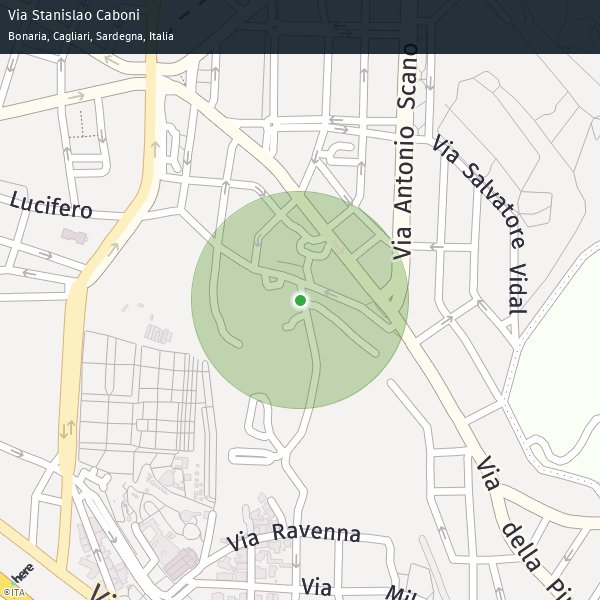 Via Stanislao Caboni
Bonaria, Cagliari, Sardegna, Italia
Via Antonio Scano
Via Salvatore Vidal
Lucifero
Via Ravenna
Via della
Via
here
©ITA